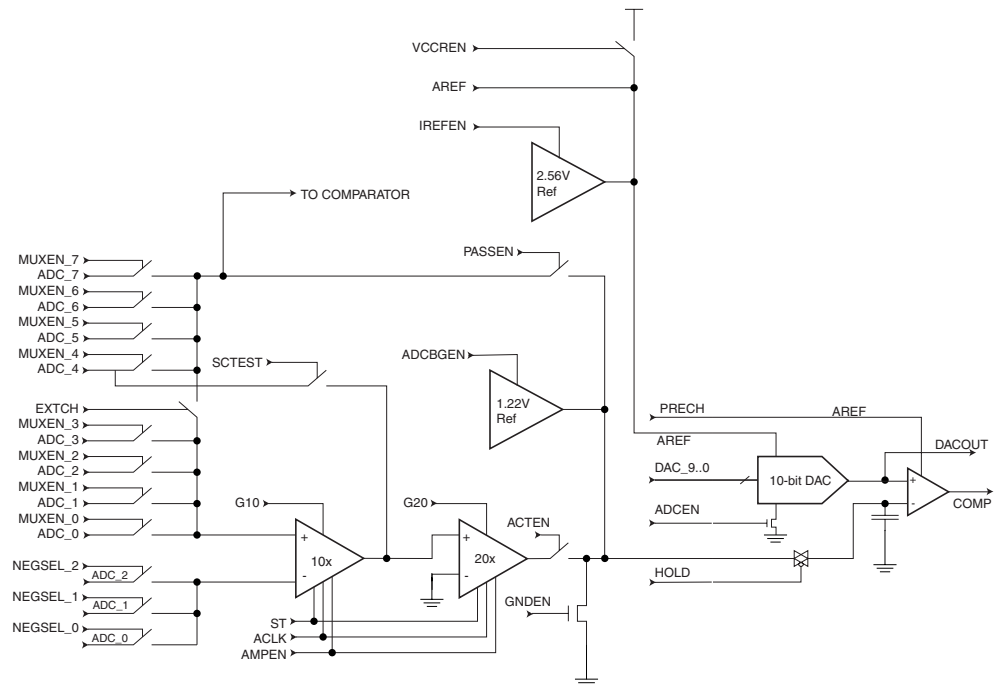 VCCREN
AREF
IREFEN
2.56V
Ref
TO COMPARATOR
PASSEN
MUXEN_7
ADC_7
MUXEN_6
ADC_6
MUXEN_5
ADC_5
MUXEN_4
ADC_4
SCTEST
ADCBGEN
1.22V
Ref
EXTCH
MUXEN_3
ADC_3
MUXEN_2
ADC_2
MUXEN_1
ADC_1
MUXEN_0
ADC_0
PRECH
AREF
AREF
DACOUT
DAC_9..0
10-bit DAC
+
-
COMP
ADCEN
G10
+
10x
-
G20
+
20x
-
ACTEN
HOLD
NEGSEL_2
ADC_2
NEGSEL_1
ADC_1
NEGSEL_0
ADC_0
GNDEN
ST
ACLK
AMPEN